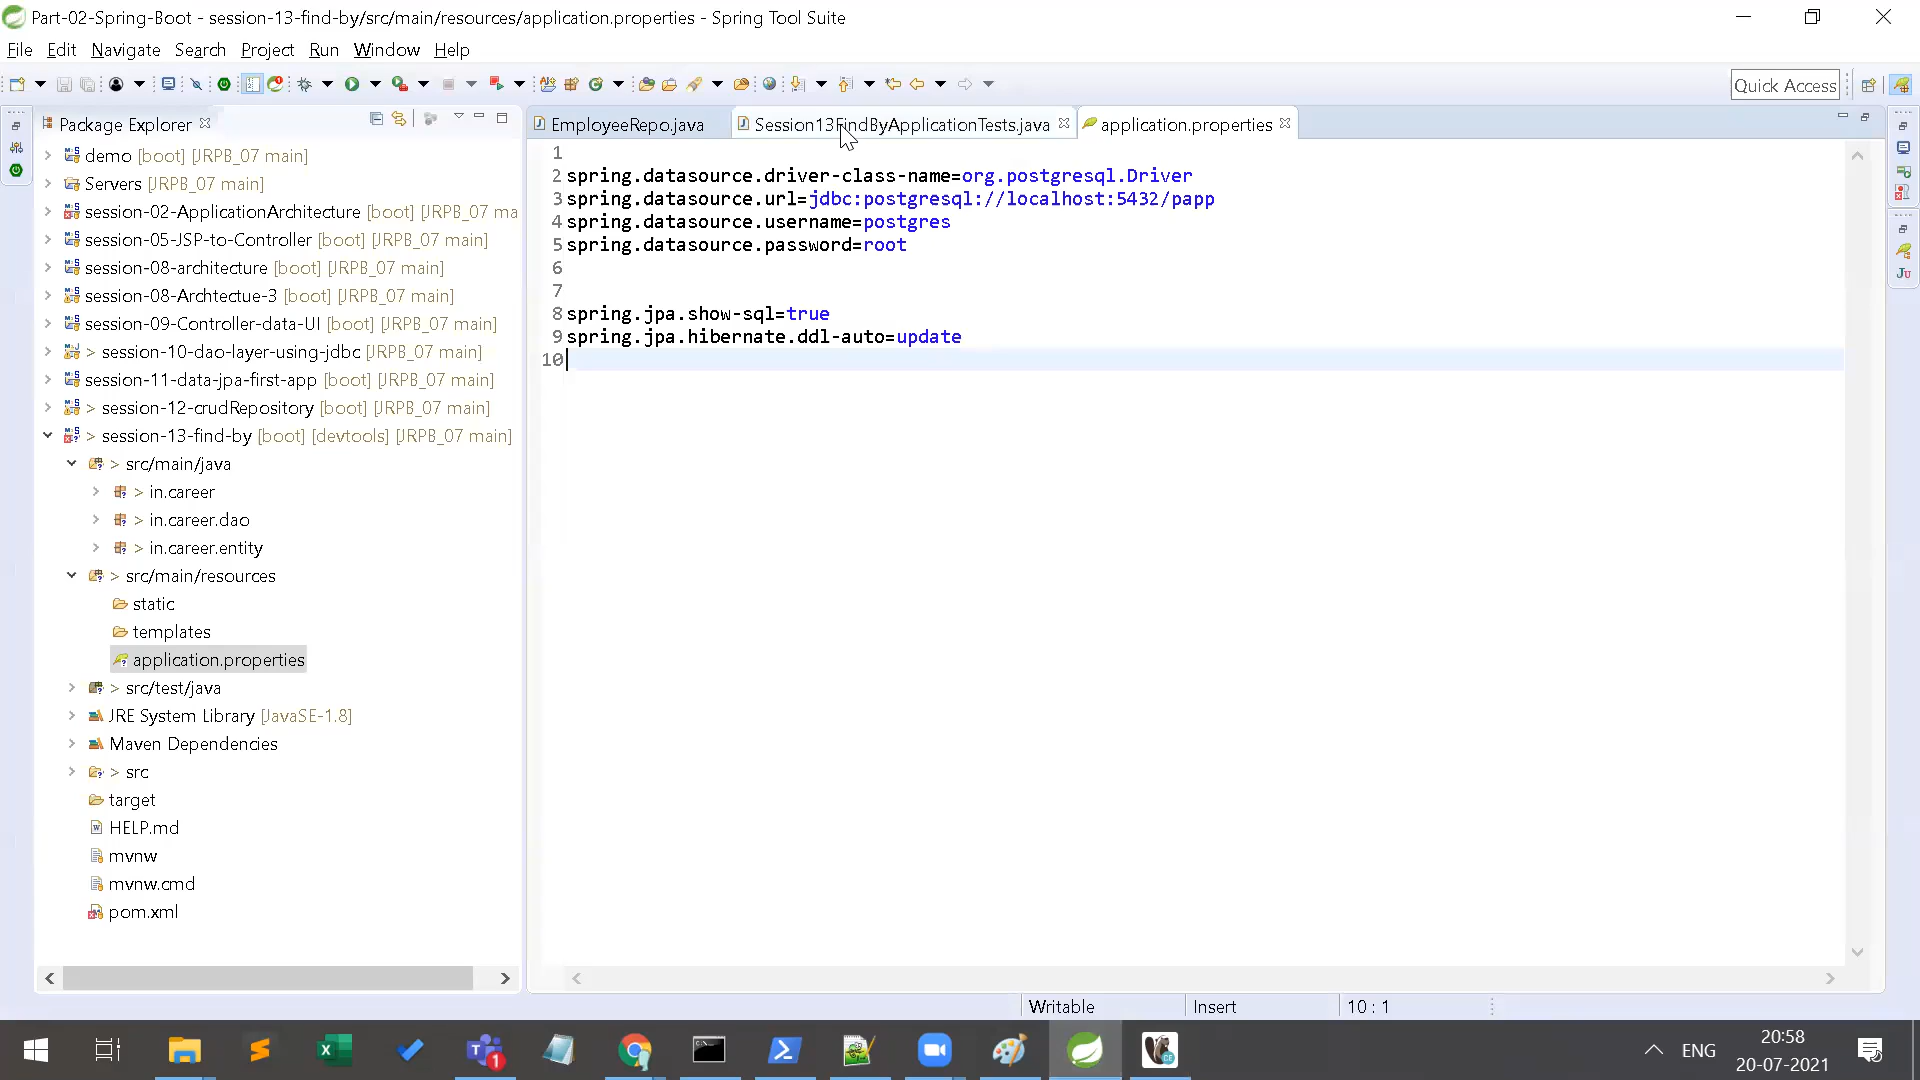 Part-02-Spring-Boot - session-13-find-by/src/main/resources/application.properties - Spring Tool Suite
File Edit Navigate Search Project Run Window Help
Quick Access
Package Explorer
EmployeeRepo.java
Session13FindByApplicationTests.java
application.properties
demo [boot] [JRPB_07 main]
Servers [JRPB_07 main]
session-02-ApplicationArchitecture [boot] [JRPB_07 ma
session-05-JSP-to-Controller [boot] [JRPB_07 main]
session-08-architecture [boot] [JRPB_07 main]
session-08-Archtectue-3 [boot] [JRPB_07 main]
session-09-Controller-data-UI [boot] [JRPB_07 main]
> session-10-dao-layer-using-jdbc [JRPB_07 main]
session-11-data-jpa-first-app [boot] [JRPB_07 main]
> session-12-crudRepository [boot] [JRPB_07 main]
> session-13-find-by [boot] [devtools] [JRPB_07 main]
> src/main/java
> in.career
> in.career.dao
> in.career.entity
> src/main/resources
static
templates
application.properties
> src/test/java
JRE System Library [JavaSE-1.8]
Maven Dependencies
> src
target
HELP.md
mvnw
mvnw.cmd
pom.xml
1
2 spring.datasource.driver-class-name=org.postgresql.Driver
3 spring.datasource.url=jdbc:postgresql://localhost:5432/papp
4 spring.datasource.username=postgres
5 spring.datasource.password=root
6
7
8 spring.jpa.show-sql=true
9 spring.jpa.hibernate.ddl-auto=update
10
Ju
Writable
Insert
10 : 1
1
CE
ENG
20:58
20-07-2021